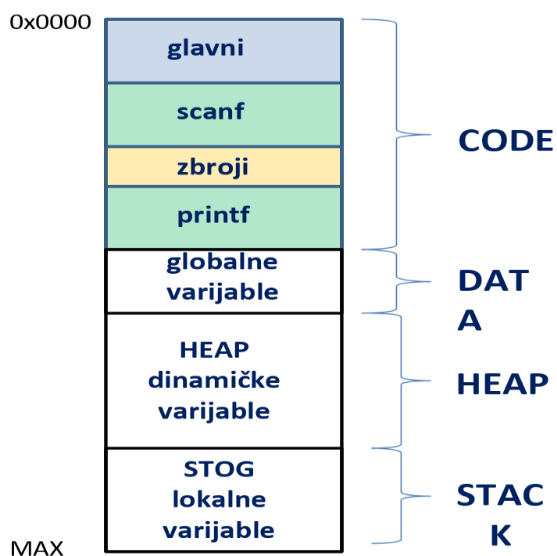 0x0000
glavni
scanf
zbroji
printf
CODE
globalne
varijable
DAT
A
HEAP
dinamičke
varijable
HEAP
STOG
lokalne
varijable
STAC
K
MAX